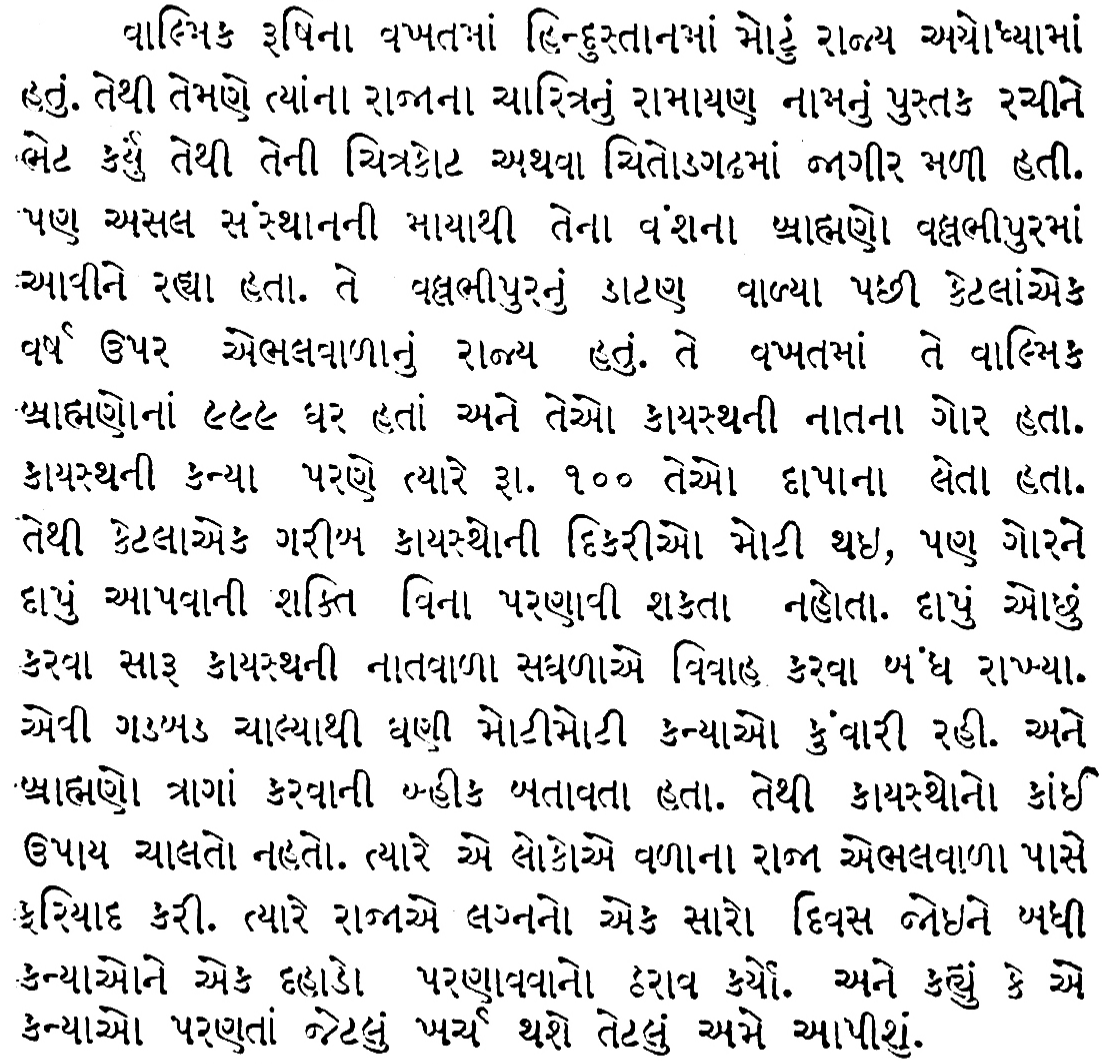 વાલ્મિક રૂષિના વખતમાં હિન્દુસ્તાનમાં મોટું રાજ્ય અયોધ્યામાં
હતું. તેથી તેમણે ત્યાંના રાજાના ચારિત્રનું રામાયણ નામનું પુસ્તક રચીને
ભેટ કર્યું તેથી તેની ચિત્રકોટ અથવા ચિતોડગઢમાં જાગીર મળી હતી.
પણ અસલ સંસ્થાનની માયાથી તેના વંશના બ્રાહ્મણો વલ્લભીપુરમાં
આવીને રહ્યા હતા. તે વલ્લભીપુરનું ડાટણ વાળ્યા પછી કેટલાંએક
વર્ષ ઉપર એભલવાળાનું રાજ્ય હતું. તે વખતમાં તે વાલ્મિક
બ્રાહ્મણોનાં ૯૯૯ ઘર હતાં અને તેઓ કાયસ્થની નાતના ગોર હતા.
કાયસ્થની કન્યા પરણે ત્યારે રૂા. ૧૦૦ તેઓ દાપાના લેતા હતા.
તેથી કેટલાએક ગરીબ કાયસ્થોની દિકરીઓ મોટી થઇ, પણ ગોરને
દાપું આપવાની શક્તિ વિના પરણાવી શકતા નહોતા. દાપું ઓછું
કરવા સારૂ કાયસ્થની નાતવાળા સઘળાએ વિવાહ કરવા બંધ રાખ્યા.
એવી ગડબડ ચાલ્યાથી ઘણી મોટીમોટી કન્યાઓ કુંવારી રહી. અને
બ્રાહ્મણો ત્રાગાં કરવાની બ્હીક બતાવતા હતા. તેથી કાયસ્થોનો કાંઈ
ઉપાય ચાલતો નહતો. ત્યારે એ લોકોએ વળાના રાજા એભલવાળા પાસે
ફરિયાદ કરી. ત્યારે રાજાએ લગ્નનો એક સારો દિવસ જોઇને બધી
કન્યાઓને એક દહાડો પરણાવવાનો ઠરાવ કર્યો. અને કહ્યું કે એ
કન્યાઓ પરણતાં જેટલું ખર્ચ થશે તેટલું અમે આપીશું.